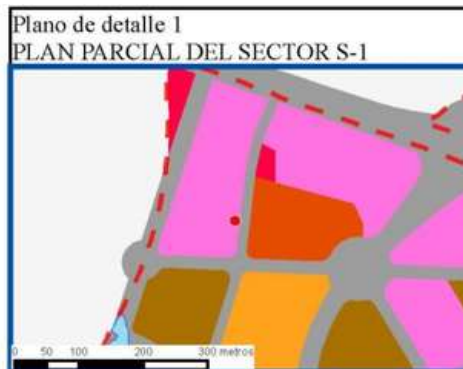 Plano de detalle 1
PLAN PARCIAL DEL SECTOR S-1
0 50 100 200 300 metros